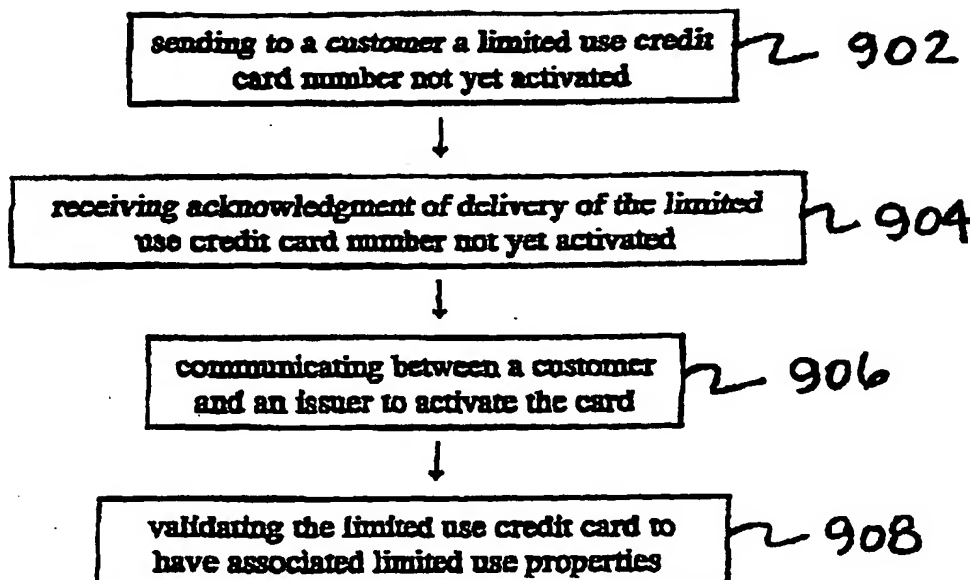 sending to a customer a limited use credit 902
card number not yet activated
receiving acknowledgment of delivery of the limited 904
use credit card number not yet activated
communicating between a customer 906
and an issuer to activate the card
validating the limited use credit card to 908
have associated limited use properties